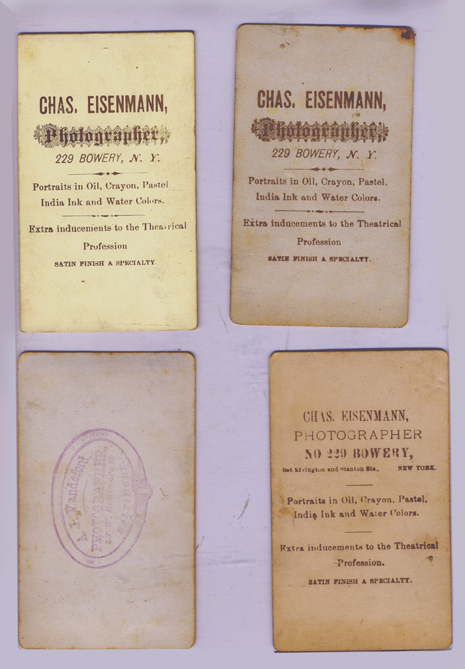 CHAS. EISENMANN,
Photographer,
229 BOWERY, N. Y.
Portraits in Oil, Crayon, Pastel
India Ink and Water Colors.
Extra inducements to the Theatrical
Profession
SATIN FINISH A SPECIALTY
CHAS. EISENMANN,
Photographer,
229 BOWERY, N. Y.
Portraits in Oil, Crayon, Pastel.
India Ink and Water Colors.
Extra inducements to the Theatrical
Profession
SATIN FINISH A SPECIALTY.
PHOTOGRAPHER
CHAS. EISENMANN,
PHOTOGRAPHER
NO 229 BOWERY,
Bet Rivington and Stanton Sts., NEW YORK.
Portraits in Oil, Crayon, Pastel,
India Ink and Water Colors.
Extra inducements to the Theatrical
Profession.
SATIN FINISH A SPECIALTY.